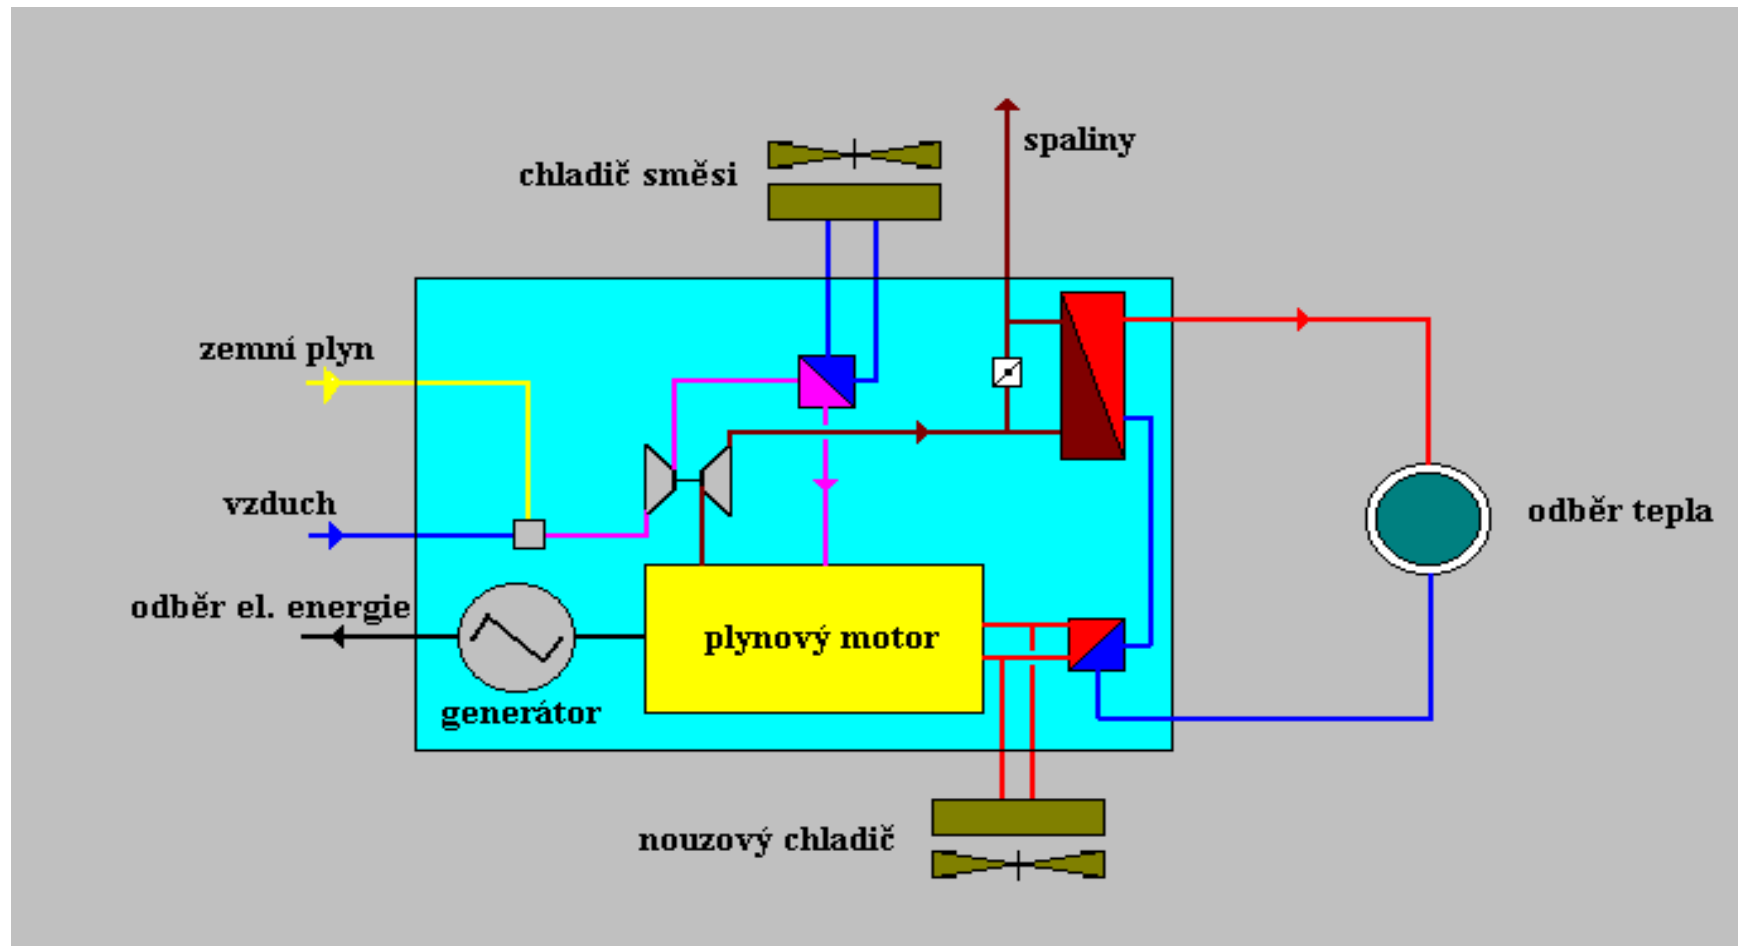 spaliny
chladič směsi
zemní plyn
vzduch
odběr tepla
odběr el. energie
plynový motor
generátor
nouzový chladič